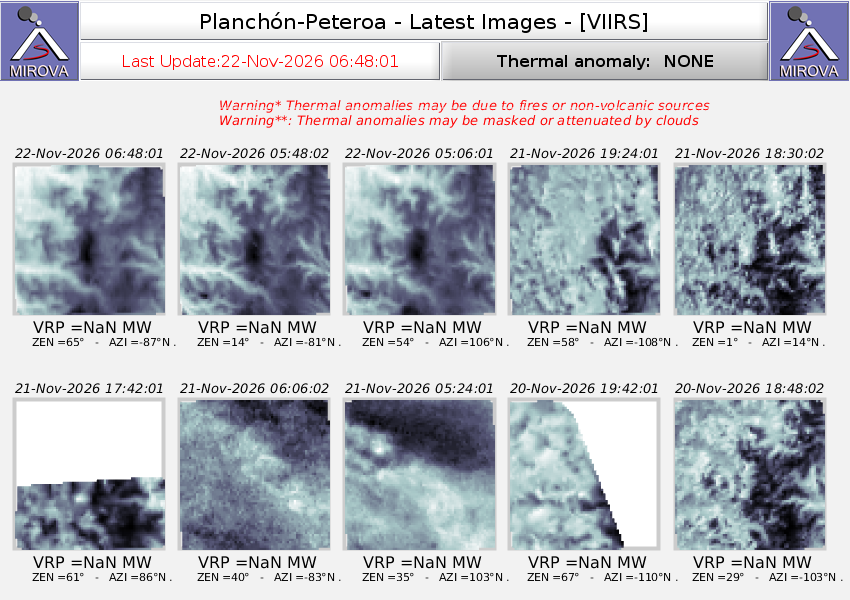 Planchón-Peteroa - Latest Images - [VIIRS]
MIROVA
Last Update:22-Nov-2026 06:48:01
Thermal anomaly: NONE
MIROVA
Warning* Thermal anomalies may be due to fires or non-volcanic sources
Warning**: Thermal anomalies may be masked or attenuated by clouds
22-Nov-2026 06:48:01 22-Nov-2026 05:48:02 22-Nov-2026 05:06:01 21-Nov-2026 19:24:01 21-Nov-2026 18:30:02
VRP =NaN MW VRP =NaN MW VRP =NaN MW VRP =NaN MW VRP =NaN MW
ZEN =65° - AZI =-87°N . ZEN =14° - AZI =-81°N . ZEN =54° - AZI =106°N . ZEN =58° - AZI =-108°N . ZEN =1° - AZI =14°N .
21-Nov-2026 17:42:01 21-Nov-2026 06:06:02 21-Nov-2026 05:24:01 20-Nov-2026 19:42:01 20-Nov-2026 18:48:02
VRP =NaN MW VRP =NaN MW VRP =NaN MW VRP =NaN MW VRP =NaN MW
ZEN =61° - AZI =86°N . ZEN =40° - AZI =-83°N . ZEN =35° - AZI =103°N . ZEN =67° - AZI =-110°N . ZEN =29° - AZI =-103°N .